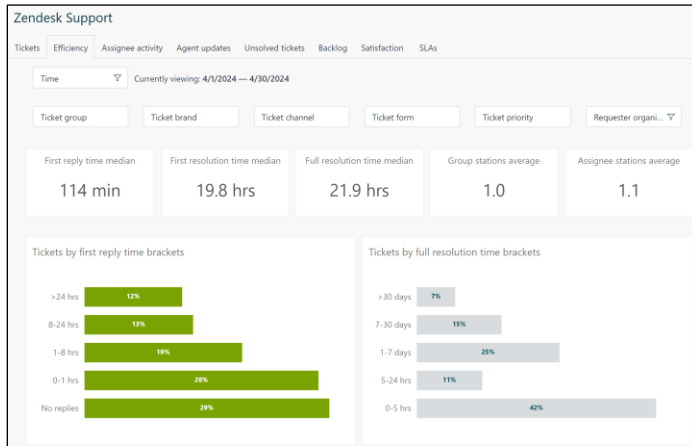 Zendesk Support
Tickets Efficiency Assignee activity Agent updates Unsolved tickets Backlog Satisfaction SLAs
Time Currently viewing: 4/1/2024 — 4/30/2024
Ticket group Ticket brand Ticket channel Ticket form Ticket priority Requester organi...
First reply time median First resolution time median Full resolution time median Group stations average Assignee stations average
114 min 19.8 hrs 21.9 hrs 1.0 1.1
Tickets by first reply time brackets
>24 hrs 12%
8-24 hrs 13%
1-8 hrs 19%
0-1 hrs 28%
No replies 29%
Tickets by full resolution time brackets
>30 days 7%
7-30 days 15%
1-7 days 25%
5-24 hrs 11%
0-5 hrs 42%